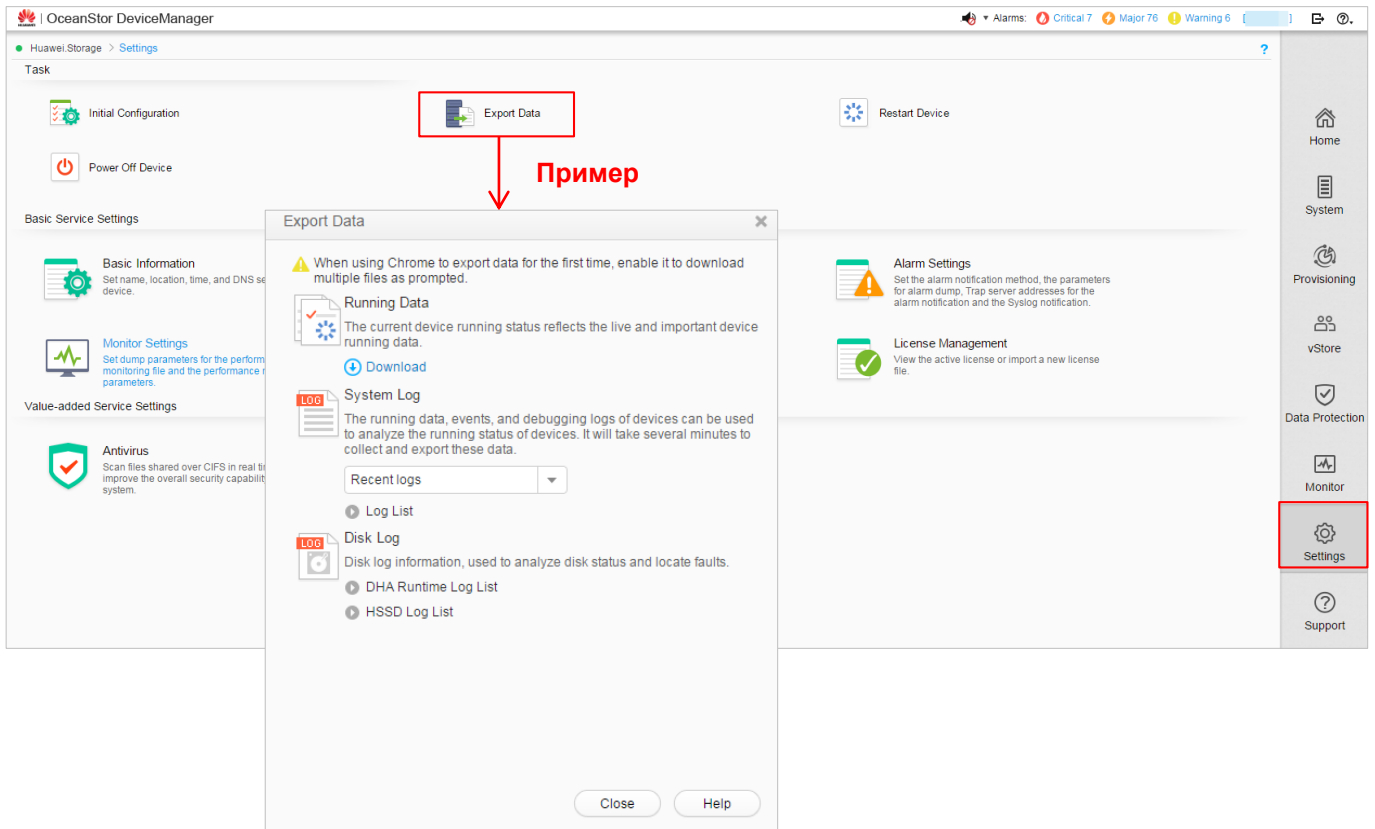 HUAWEI | OceanStor DeviceManager
Alarms: Critical 7 Major 76 Warning 6 [ ]
Huawei.Storage > Settings
?
Task
Initial Configuration
Export Data
Restart Device
Power Off Device
Пример
Basic Service Settings
Basic Information
Set name, location, time, and DNS se
device.
Alarm Settings
Set the alarm notification method, the parameters
for alarm dump, Trap server addresses for the
alarm notification and the Syslog notification.
Monitor Settings
Set dump parameters for the perform
monitoring file and the performance
parameters.
License Management
View the active license or import a new license
file.
Value-added Service Settings
Antivirus
Scan files shared over CIFS in real ti
improve the overall security capabilit
system.
Export Data
When using Chrome to export data for the first time, enable it to download
multiple files as prompted.
Running Data
The current device running status reflects the live and important device
running data.
Download
LOG
System Log
The running data, events, and debugging logs of devices can be used
to analyze the running status of devices. It will take several minutes to
collect and export these data.
Recent logs
Log List
LOG
Disk Log
Disk log information, used to analyze disk status and locate faults.
DHA Runtime Log List
HSSD Log List
Close
Help
Home
System
Provisioning
vStore
Data Protection
Monitor
Settings
Support